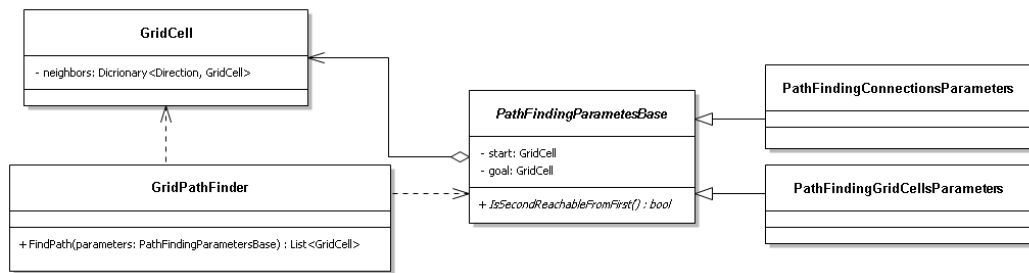 GridCell
- neighbors: Dicrionary<Direction, GridCell>
GridPathFinder
+ FindPath(parameters: PathFindingParametersBase) : List<GridCell>
PathFindingParametesBase
- start: GridCell
- goal: GridCell
+ IsSecondReachableFromFirst() : bool
PathFindingConnectionsParameters
PathFindingGridCellsParameters